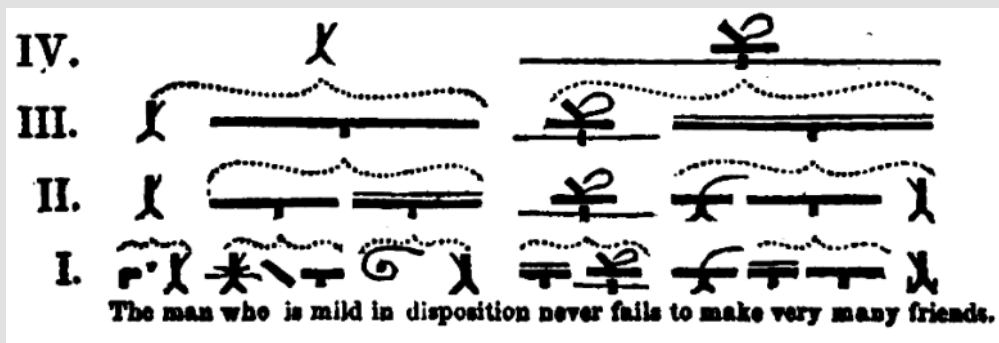 IV.
III.
II.
I.
The man who is mild in disposition never fails to make very many friends.